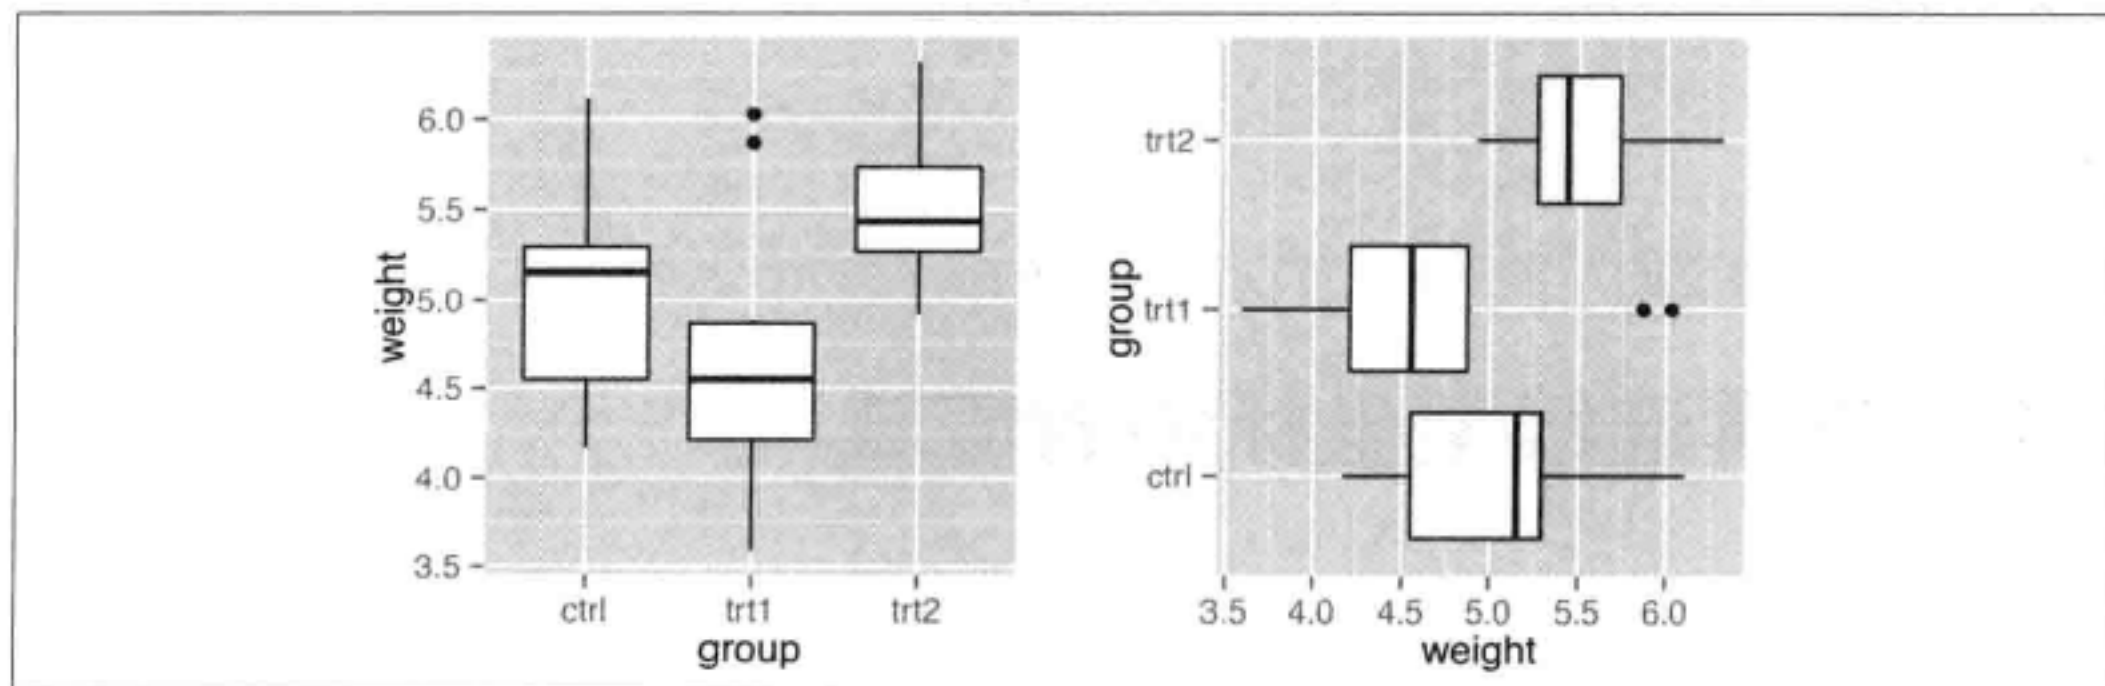 weight
6.0
5.5
5.0
4.5
4.0
3.5
ctrl trt1 trt2
group
group
trt2
trt1
ctrl
3.5 4.0 4.5 5.0 5.5 6.0
weight